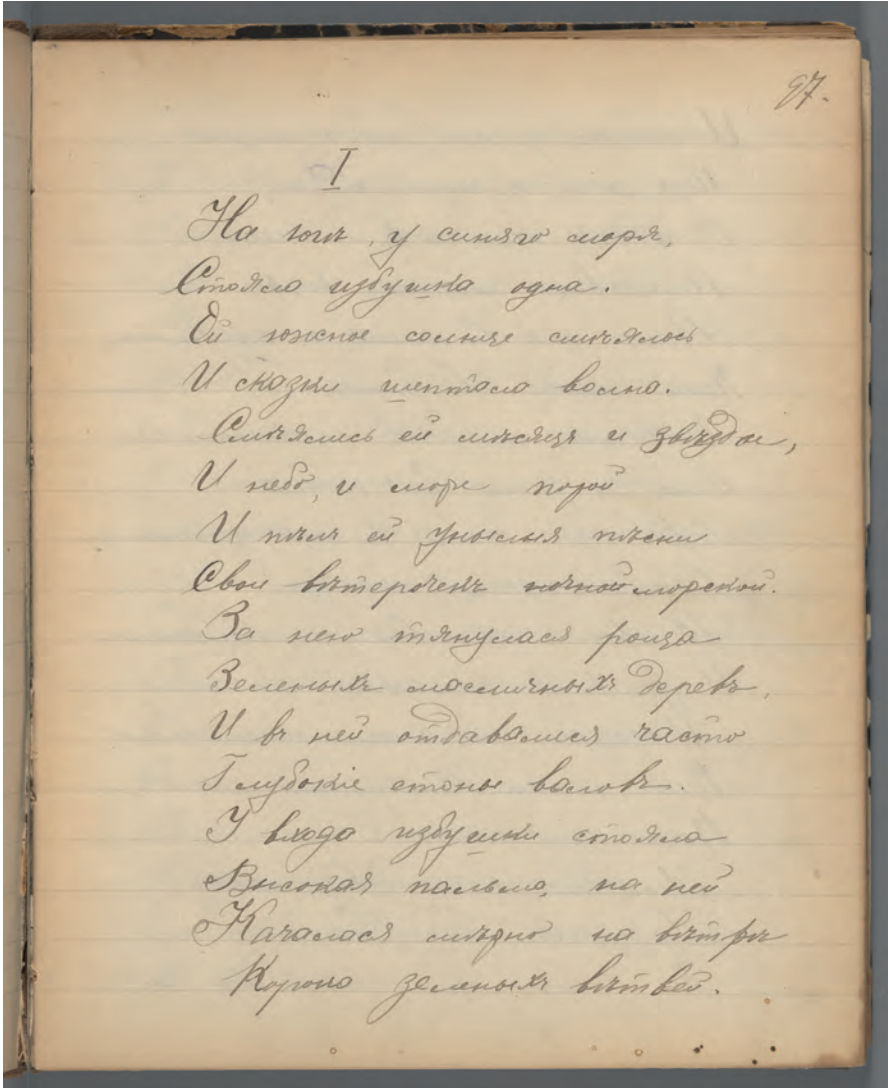 97.
I
На югѣ, у синяго моря,
Стояла избушка одна.
Ей южное солнце смѣялось
И сказки шептала волна.
Смѣялись ей мѣсяцъ и звѣзды,
И небо, и море порой
И пѣлъ ей унылыя пѣсни
Свои вѣтерочекъ ночной морской.
За нею тянулася роща
Зеленыхъ масличныхъ деревъ,
И въ ней отдавалися часто
Глубокіе стоны валовъ.
У входа избушки стояла
Высокая пальма, на ней
Качалася мѣрно на вѣтрѣ
Корона зеленыхъ вѣтвей.